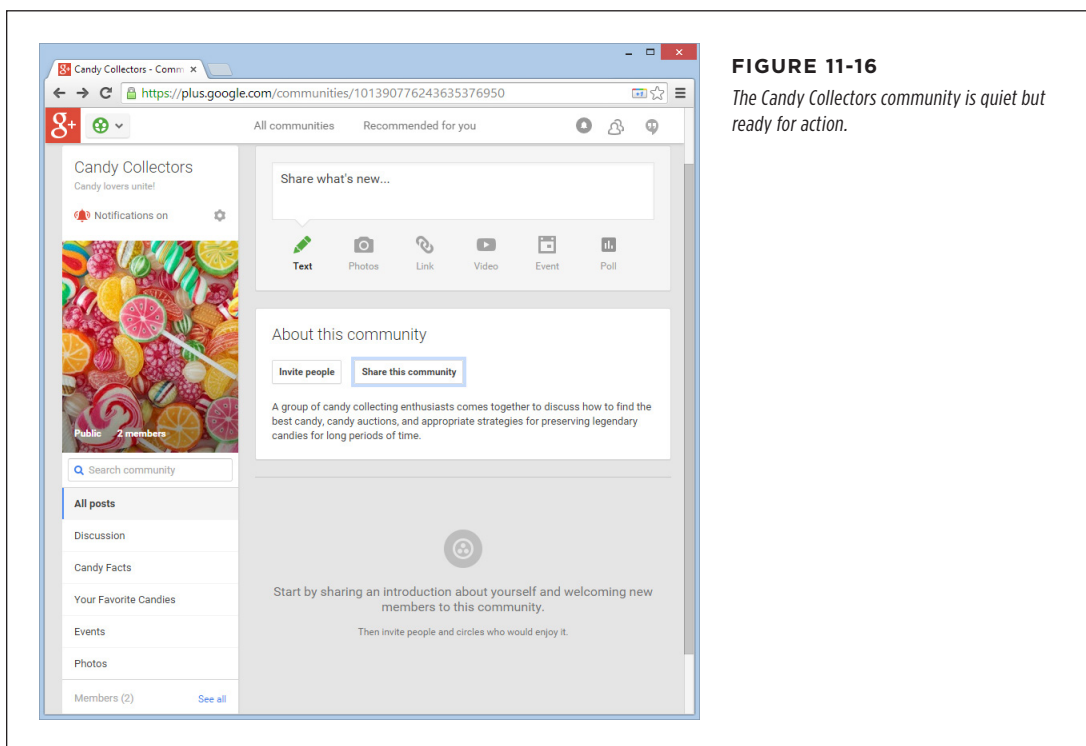 Candy Collectors - Comm
https://plus.google.com/communities/101390776243635376950
g+
All communities Recommended for you
Candy Collectors
Candy lovers unite!
Notifications on
Public 2 members
Search community
All posts
Discussion
Candy Facts
Your Favorite Candies
Events
Photos
Members (2) See all
Share what's new...
Text Photos Link Video Event Poll
About this community
Invite people Share this community
A group of candy collecting enthusiasts comes together to discuss how to find the
best candy, candy auctions, and appropriate strategies for preserving legendary
candies for long periods of time.
Start by sharing an introduction about yourself and welcoming new
members to this community.
Then invite people and circles who would enjoy it.
FIGURE 11-16
The Candy Collectors community is quiet but
ready for action.